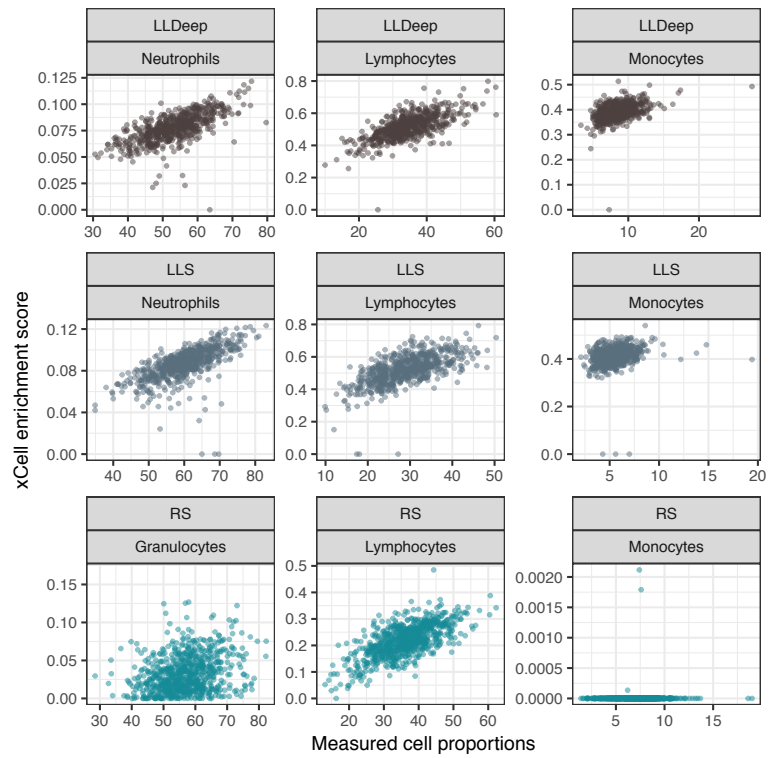 LLDeep LLDeep LLDeep
Neutrophils Lymphocytes Monocytes
0.125 0.100 0.075 0.050 0.025 0.000
30 40 50 60 70 80
0.8 0.6 0.4 0.2 0.0
20 40 60
0.5 0.4 0.3 0.2 0.1 0.0
10 20
LLS LLS LLS
Neutrophils Lymphocytes Monocytes
0.12 0.08 0.04 0.00
40 50 60 70 80
0.8 0.6 0.4 0.2 0.0
10 20 30 40 50
0.4 0.2 0.0
5 10 15 20
xCell enrichment score
RS RS RS
Granulocytes Lymphocytes Monocytes
0.15 0.10 0.05 0.00
30 40 50 60 70 80
0.5 0.4 0.3 0.2 0.1 0.0
20 30 40 50 60
0.0020 0.0015 0.0010 0.0005 0.0000
5 10 15
Measured cell proportions